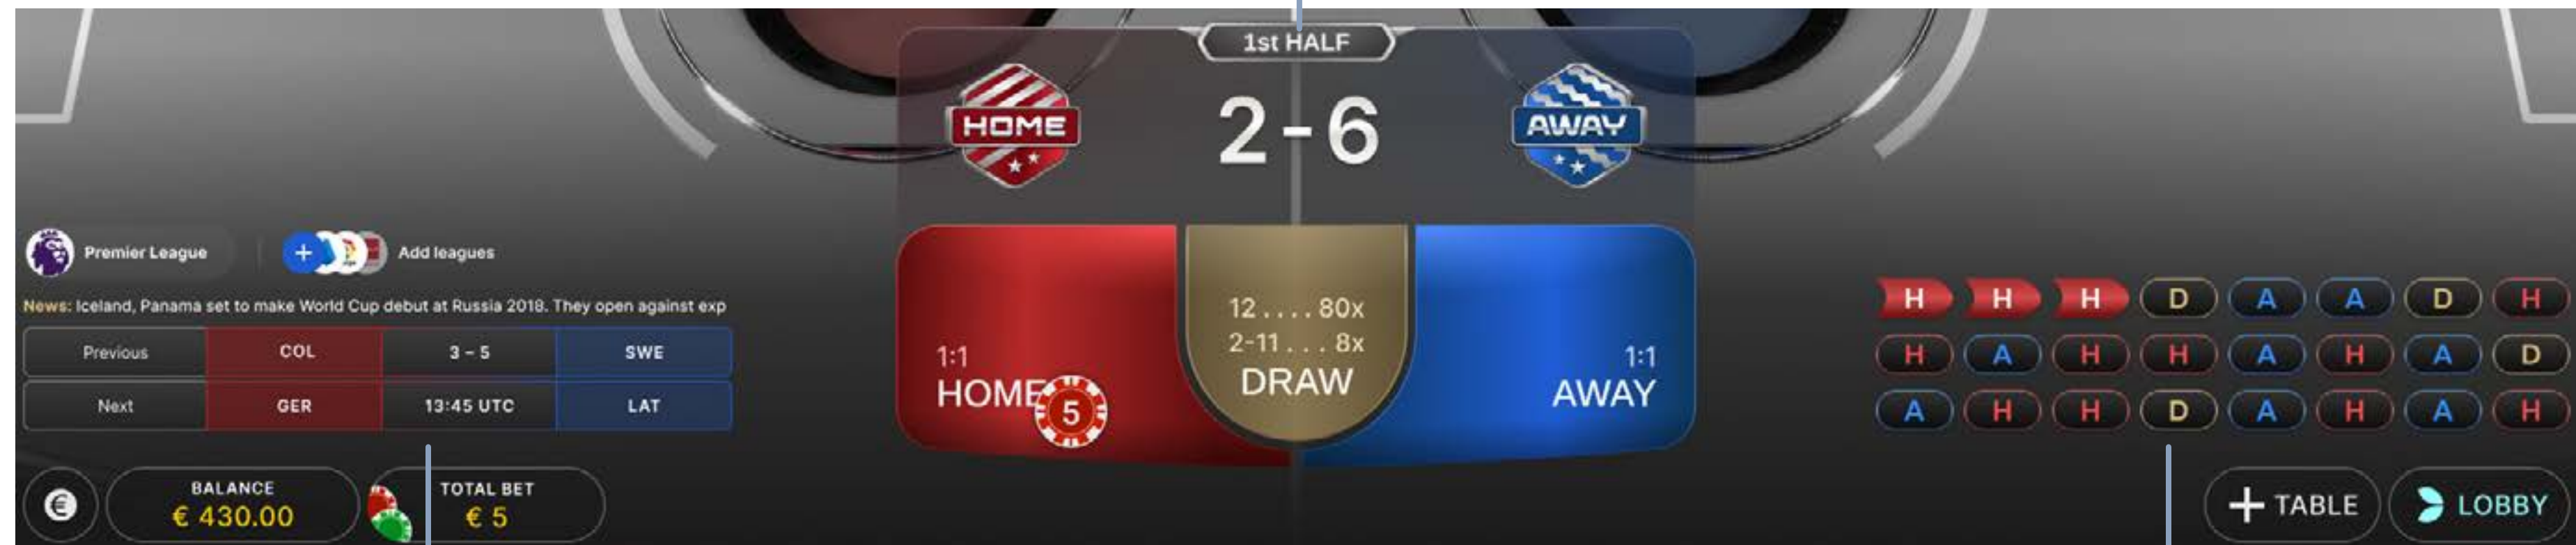 1st HALF
HOME
2-6
AWAY
Premier League
+
Add leagues
News: Iceland, Panama set to make World Cup debut at Russia 2018. They open against exp
Previous COL 3 – 5 SWE
Next GER 13:45 UTC LAT
12....80x
2-11...8x
DRAW
1:1
HOME
5
1:1
AWAY
H H H D A A D H
H A H H A H A D
A H H D A H A H
€
BALANCE
€ 430.00
TOTAL BET
€ 5
+ TABLE
LOBBY